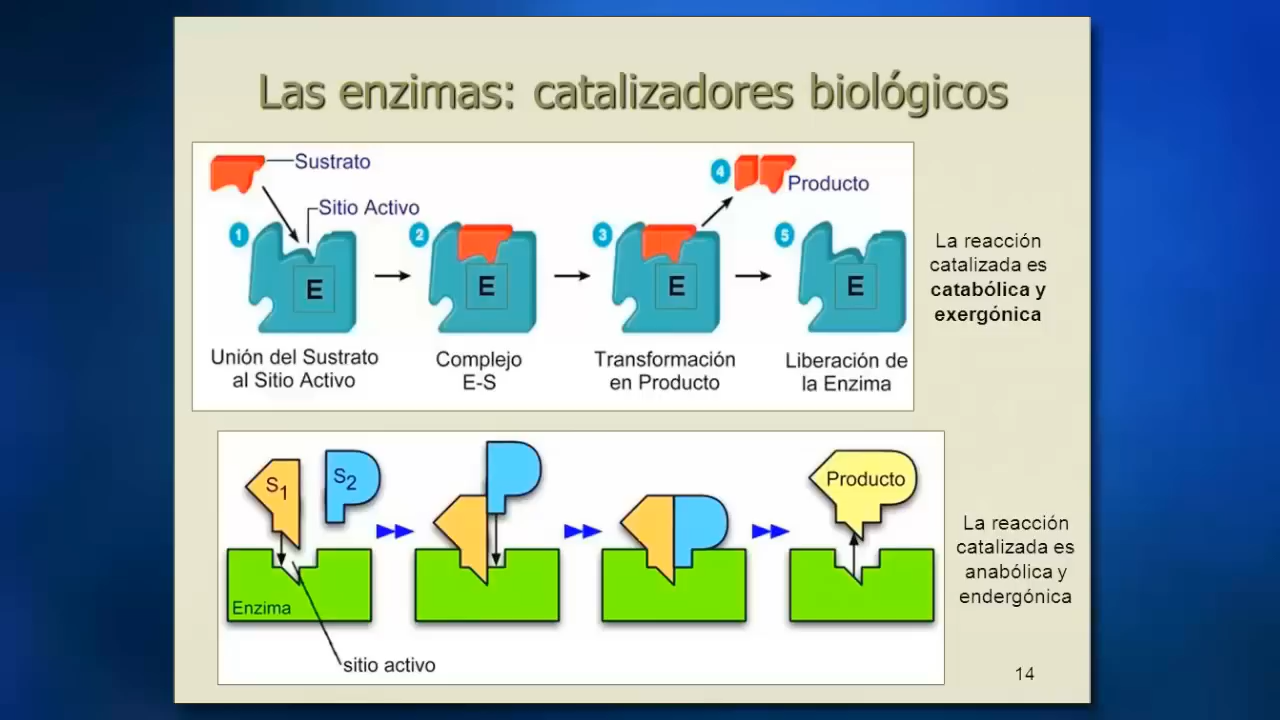 Las enzimas: catalizadores biológicos
Sustrato
Sitio Activo
4
Producto
1
2
3
5
E
E
E
E
Unión del Sustrato
al Sitio Activo
Complejo
E-S
Transformación
en Producto
Liberación de
la Enzima
La reacción
catalizada es
catabólica y
exergónica
S1
S2
Producto
Enzima
sitio activo
La reacción
catalizada es
anabólica y
endergónica
14